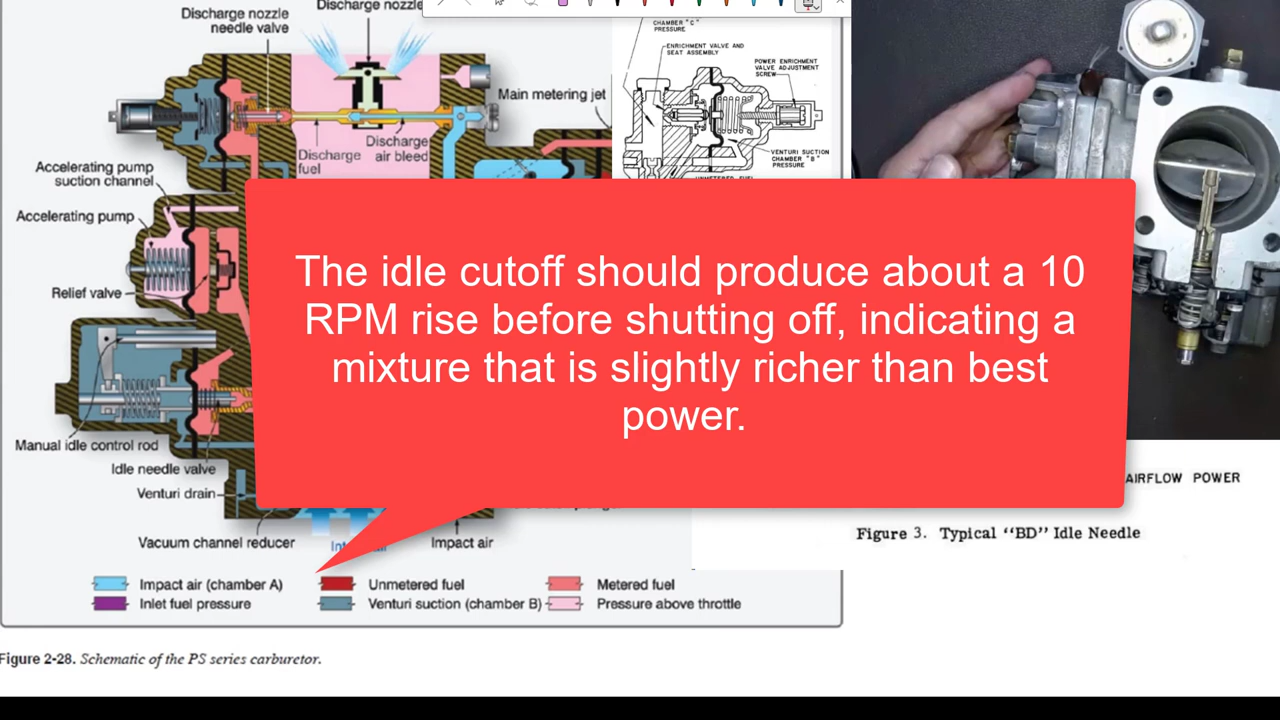 Discharge nozzle
needle valve
Discharge nozzle
Main metering jet
Discharge
air bleed
Discharge
fuel
Accelerating pump
suction channel
Accelerating pump
Relief valve
Manual idle control rod
Idle needle valve
Venturi drain
Vacuum channel reducer
Impact air
CHAMBER "C"
PRESSURE
ENRICHMENT VALVE AND
SEAT ASSEMBLY
POWER ENRICHMENT
VALVE ADJUSTMENT
SCREW
VENTURI SUCTION
CHAMBER "B"
PRESSURE
The idle cutoff should produce about a 10
RPM rise before shutting off, indicating a
mixture that is slightly richer than best
power.
AIRFLOW POWER
Figure 3. Typical "BD" Idle Needle
Impact air (chamber A)
Unmetered fuel
Metered fuel
Inlet fuel pressure
Venturi suction (chamber B)
Pressure above throttle
Figure 2-28. Schematic of the PS series carburetor.